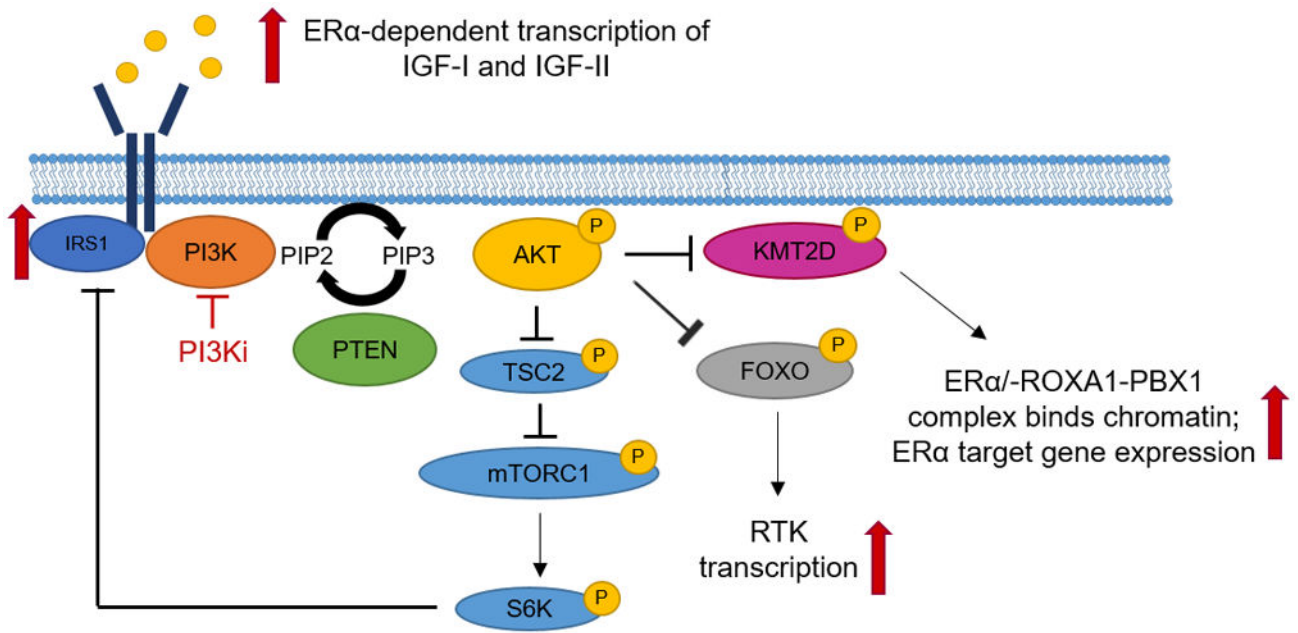 ERα-dependent transcription of
IGF-I and IGF-II
IRS1
PI3K
PIP2
PIP3
AKT
P
KMT2D
P
PI3Ki
PTEN
TSC2
P
FOXO
P
ERα/-ROXA1-PBX1
complex binds chromatin;
ERα target gene expression
mTORC1
P
RTK
transcription
S6K
P